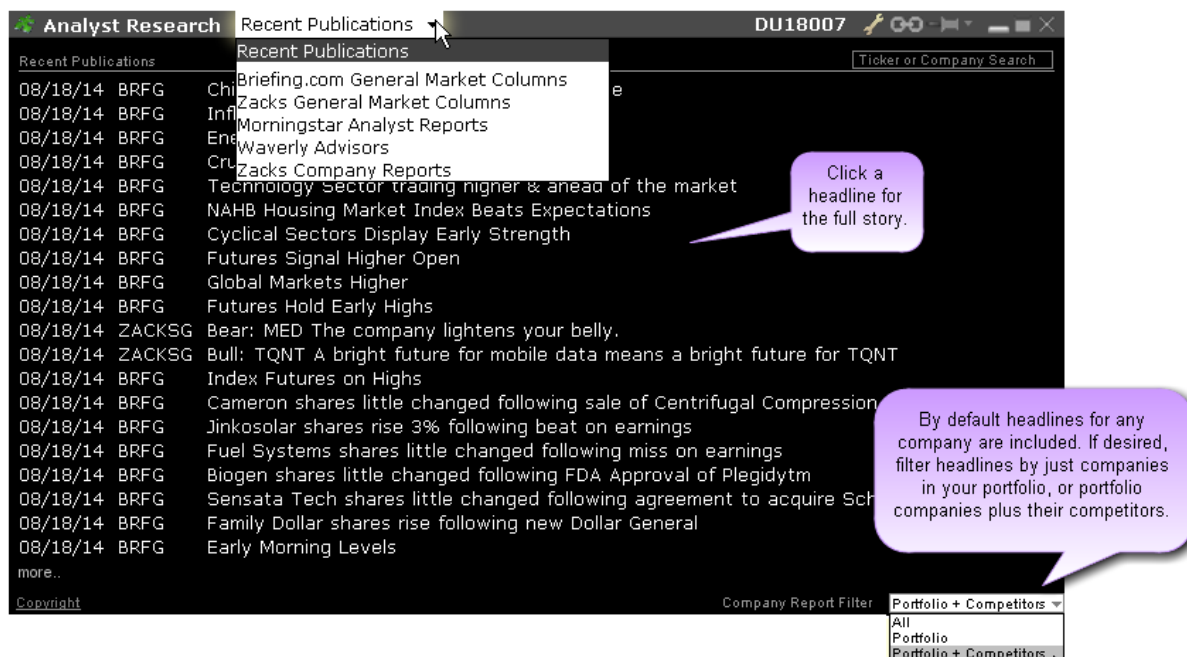 Analyst Research Recent Publications DU18007
Recent Publications
Recent Publications Ticker or Company Search
Briefing.com General Market Columns
Zacks General Market Columns
Morningstar Analyst Reports
Waverly Advisors
Zacks Company Reports
08/18/14 BRFG e
08/18/14 BRFG
08/18/14 BRFG
08/18/14 BRFG
08/18/14 BRFG Technology Sector trading higher & ahead of the market
08/18/14 BRFG NAHB Housing Market Index Beats Expectations
08/18/14 BRFG Cyclical Sectors Display Early Strength
08/18/14 BRFG Futures Signal Higher Open
08/18/14 BRFG Global Markets Higher
08/18/14 BRFG Futures Hold Early Highs
08/18/14 ZACKSG Bear: MED The company lightens your belly.
08/18/14 ZACKSG Bull: TQNT A bright future for mobile data means a bright future for TQNT
08/18/14 BRFG Index Futures on Highs
08/18/14 BRFG Cameron shares little changed following sale of Centrifugal Compression
08/18/14 BRFG Jinkosolar shares rise 3% following beat on earnings
08/18/14 BRFG Fuel Systems shares little changed following miss on earnings
08/18/14 BRFG Biogen shares little changed following FDA Approval of Plegidytm
08/18/14 BRFG Sensata Tech shares little changed following agreement to acquire Sch
08/18/14 BRFG Family Dollar shares rise following new Dollar General
08/18/14 BRFG Early Morning Levels
more..
Click a
headline for
the full story.
By default headlines for any
company are included. If desired,
filter headlines by just companies
in your portfolio, or portfolio
companies plus their competitors.
Copyright Company Report Filter Portfolio + Competitors
All
Portfolio
Portfolio + Competitors